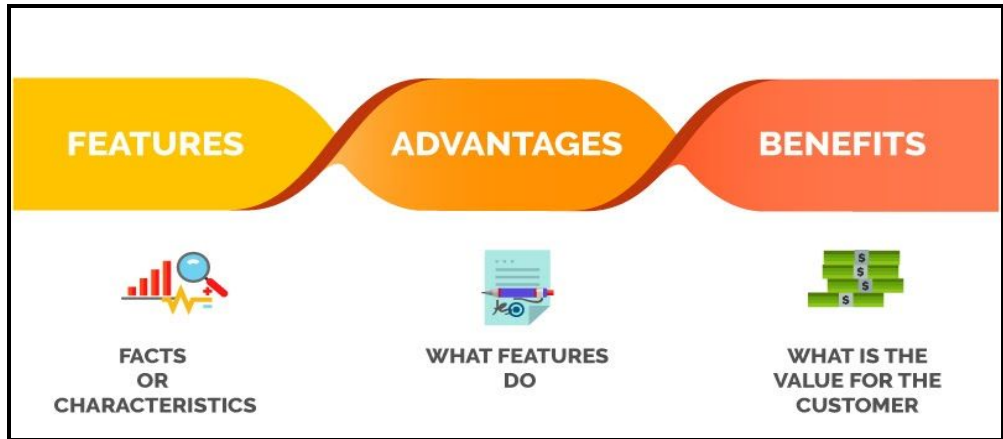 FEATURES
ADVANTAGES
BENEFITS
$
$
$
$
FACTS
OR
CHARACTERISTICS
WHAT FEATURES
DO
WHAT IS THE
VALUE FOR THE
CUSTOMER